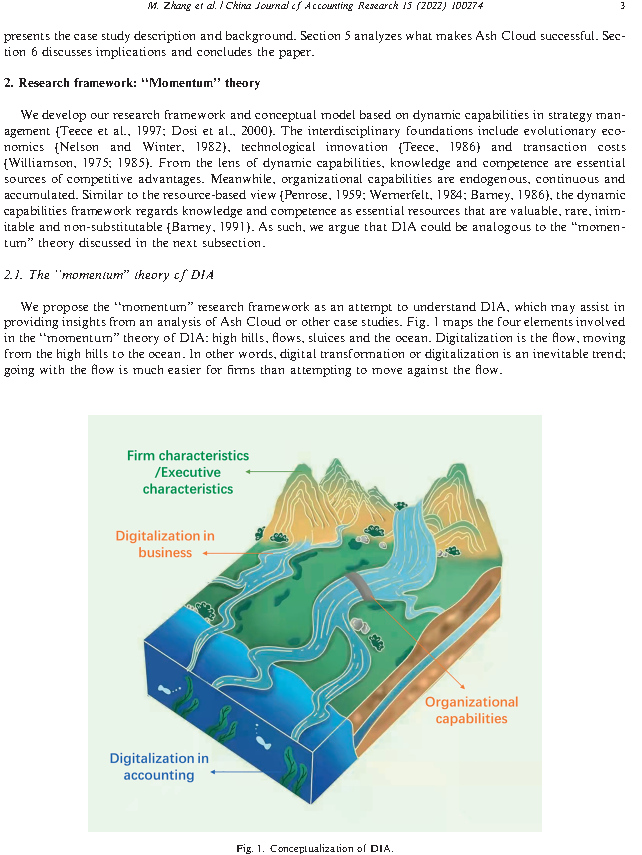 M. Zhang et al. / China Journal of Accounting Research 15 (2022) 100274
3
presents the case study description and background. Section 5 analyzes what makes Ash Cloud successful. Sec-
tion 6 discusses implications and concludes the paper.
2. Research framework: “Momentum” theory
We develop our research framework and conceptual model based on dynamic capabilities in strategy man-
agement (Teece et al., 1997; Dosi et al., 2000). The interdisciplinary foundations include evolutionary eco-
nomics (Nelson and Winter, 1982), technological innovation (Teece, 1986) and transaction costs
(Williamson, 1975; 1985). From the lens of dynamic capabilities, knowledge and competence are essential
sources of competitive advantages. Meanwhile, organizational capabilities are endogenous, continuous and
accumulated. Similar to the resource-based view (Penrose, 1959; Wernerfelt, 1984; Barney, 1986), the dynamic
capabilities framework regards knowledge and competence as essential resources that are valuable, rare, inim-
itable and non-substitutable (Barney, 1991). As such, we argue that DIA could be analogous to the “momen-
tum” theory discussed in the next subsection.
2.1. The “momentum” theory of DIA
We propose the “momentum” research framework as an attempt to understand DIA, which may assist in
providing insights from an analysis of Ash Cloud or other case studies. Fig. 1 maps the four elements involved
in the “momentum” theory of DIA: high hills, flows, sluices and the ocean. Digitalization is the flow, moving
from the high hills to the ocean. In other words, digital transformation or digitalization is an inevitable trend;
going with the flow is much easier for firms than attempting to move against the flow.
Firm characteristics
/Executive
characteristics
Digitalization in
business
Organizational
capabilities
Digitalization in
accounting
Fig. 1. Conceptualization of DIA.